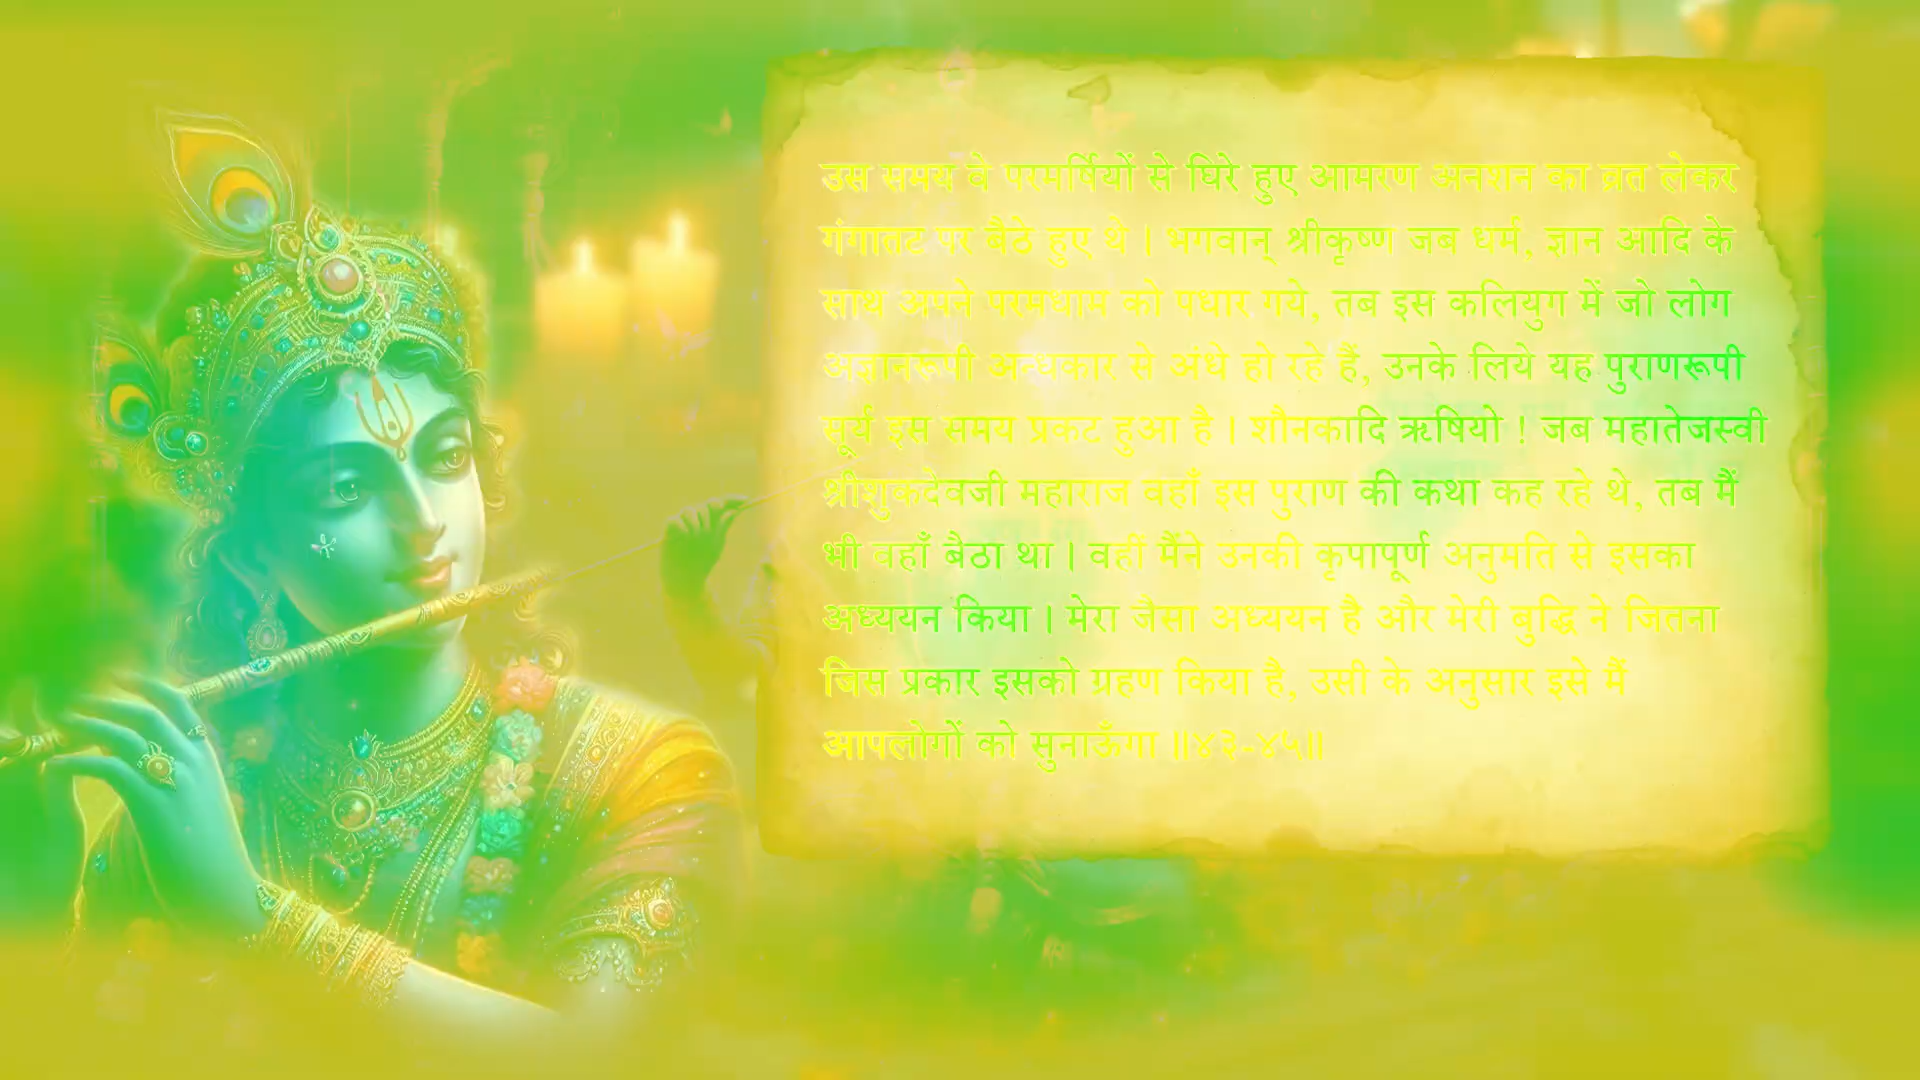 उस समय वे परमर्षियों से घिरे हुए आमरण अनशन का व्रत लेकर
गंगातट पर बैठे हुए थे । भगवान् श्रीकृष्ण जब धर्म, ज्ञान आदि के
साथ अपने परमधाम को पधार गये, तब इस कलियुग में जो लोग
अज्ञानरूपी अन्धकार से अंधे हो रहे हैं, उनके लिये यह पुराणरूपी
सूर्य इस समय प्रकट हुआ है । शौनकादि ऋषियो ! जब महातेजस्वी
श्रीशुकदेवजी महाराज वहाँ इस पुराण की कथा कह रहे थे, तब मैं
भी वहाँ बैठा था । वहीं मैंने उनकी कृपापूर्ण अनुमति से इसका
अध्ययन किया । मेरा जैसा अध्ययन है और मेरी बुद्धि ने जितना
जिस प्रकार इसको ग्रहण किया है, उसी के अनुसार इसे मैं
आपलोगों को सुनाऊँगा ॥४३-४५॥